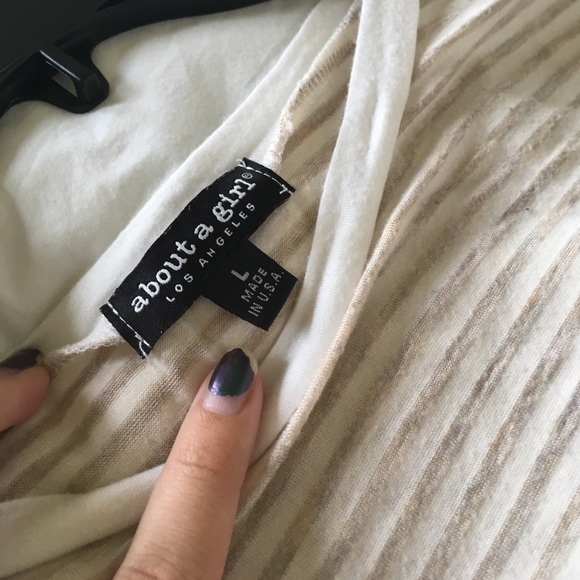 about a girl®
LOS ANGELES
L
MADE
IN U.S.A.